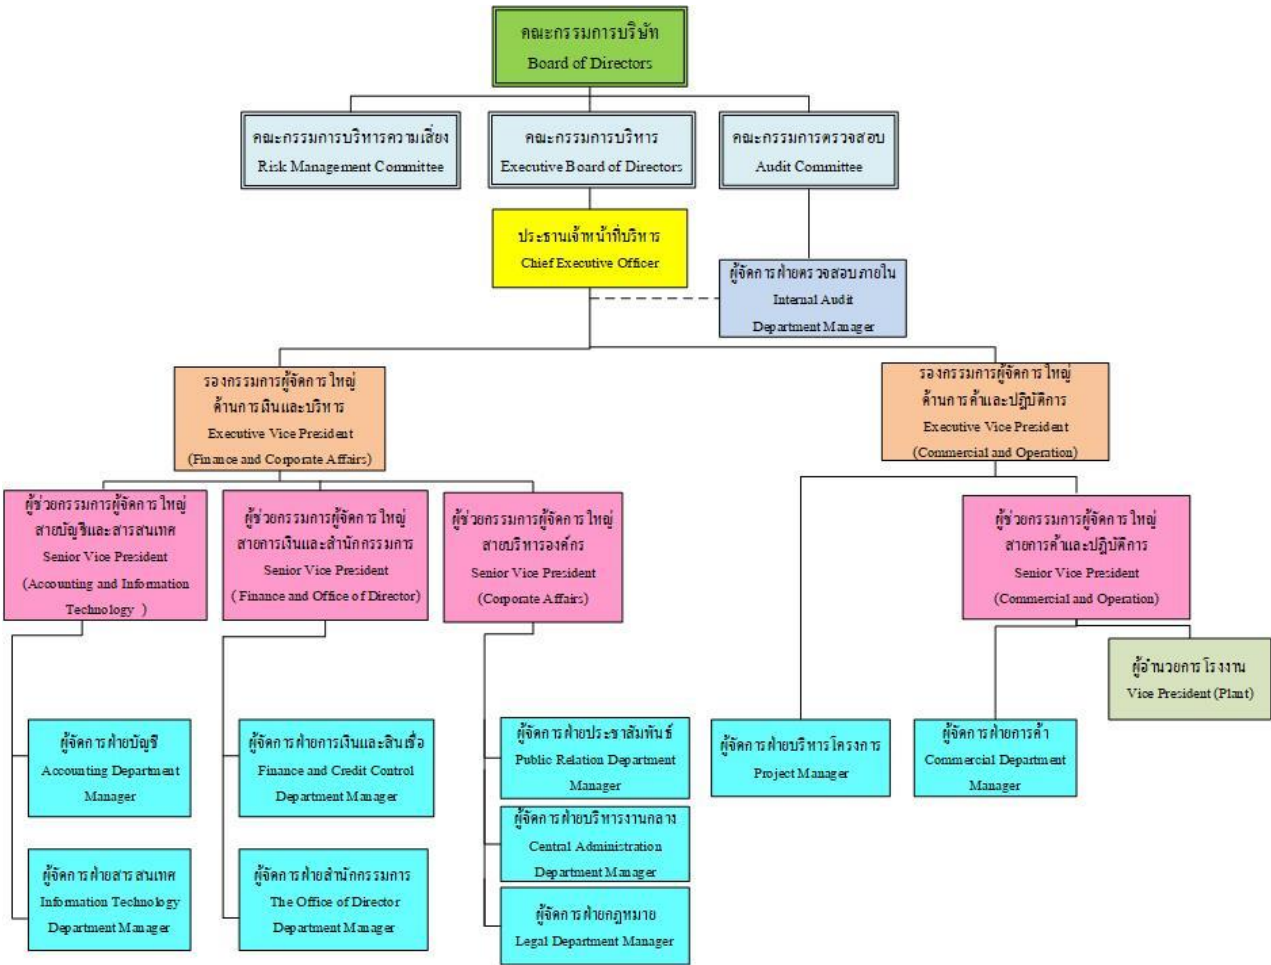 คณะกรรมการบริษัท
Board of Directors
คณะกรรมการบริหารความเสี่ยง
Risk Management Committee
คณะกรรมการบริหาร
Executive Board of Directors
คณะกรรมการตรวจสอบ
Audit Committee
ประธานเจ้าหน้าที่บริหาร
Chief Executive Officer
ผู้จัดการฝ่ายตรวจสอบภายใน
Internal Audit
Department Manager
รองกรรมการผู้จัดการใหญ่
ด้านการเงินและบริหาร
Executive Vice President
(Finance and Corporate Affairs)
รองกรรมการผู้จัดการใหญ่
ด้านการค้าและปฏิบัติการ
Executive Vice President
(Commercial and Operation)
ผู้ช่วยกรรมการผู้จัดการใหญ่
สายบัญชีและสารสนเทศ
Senior Vice President
(Accounting and Information
Technology )
ผู้ช่วยกรรมการผู้จัดการใหญ่
สายการเงินและสำนักกรรมการ
Senior Vice President
( Finance and Office of Director)
ผู้ช่วยกรรมการผู้จัดการใหญ่
สายบริหารองค์กร
Senior Vice President
(Corporate Affairs)
ผู้ช่วยกรรมการผู้จัดการใหญ่
สายการค้าและปฏิบัติการ
Senior Vice President
(Commercial and Operation)
ผู้อำนวยการโรงงาน
Vice President (Plant)
ผู้จัดการฝ่ายบัญชี
Accounting Department
Manager
ผู้จัดการฝ่ายการเงินและสินเชื่อ
Finance and Credit Control
Department Manager
ผู้จัดการฝ่ายประชาสัมพันธ์
Public Relation Department
Manager
ผู้จัดการฝ่ายบริหารโครงการ
Project Manager
ผู้จัดการฝ่ายการค้า
Commercial Department
Manager
ผู้จัดการฝ่ายบริหารงานกลาง
Central Administration
Department Manager
ผู้จัดการฝ่ายสารสนเทศ
Information Technology
Department Manager
ผู้จัดการฝ่ายสำนักกรรมการ
The Office of Director
Department Manager
ผู้จัดการฝ่ายกฎหมาย
Legal Department Manager